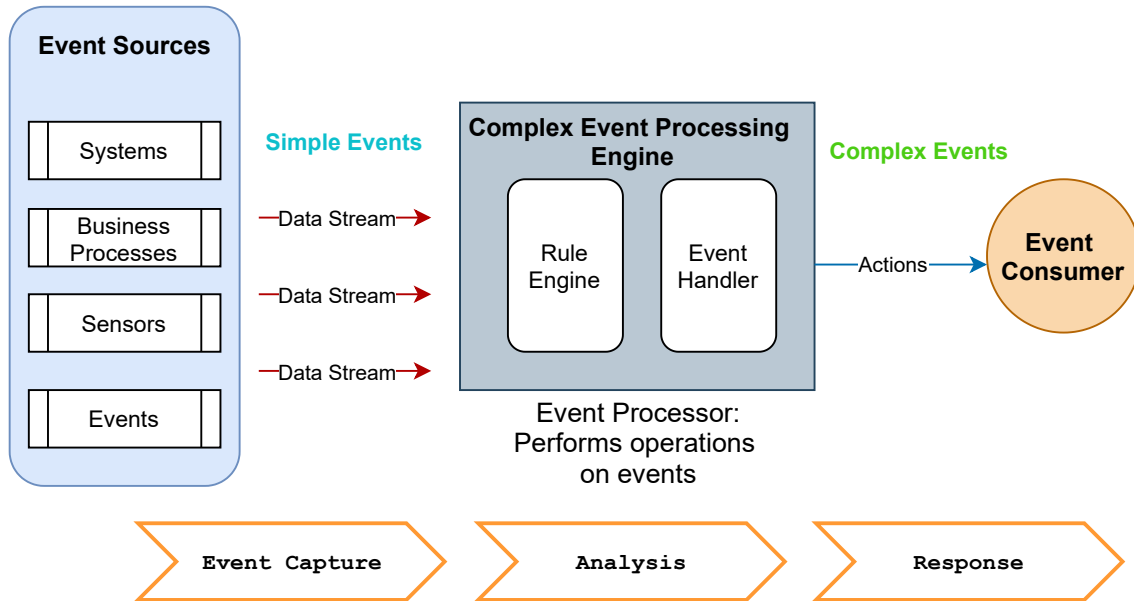 Event Sources
Systems
Business
Processes
Sensors
Events
Simple Events
Data Stream
Data Stream
Data Stream
Complex Event Processing
Engine
Rule
Engine
Event
Handler
Event Processor:
Performs operations
on events
Complex Events
Actions
Event
Consumer
Event Capture
Analysis
Response